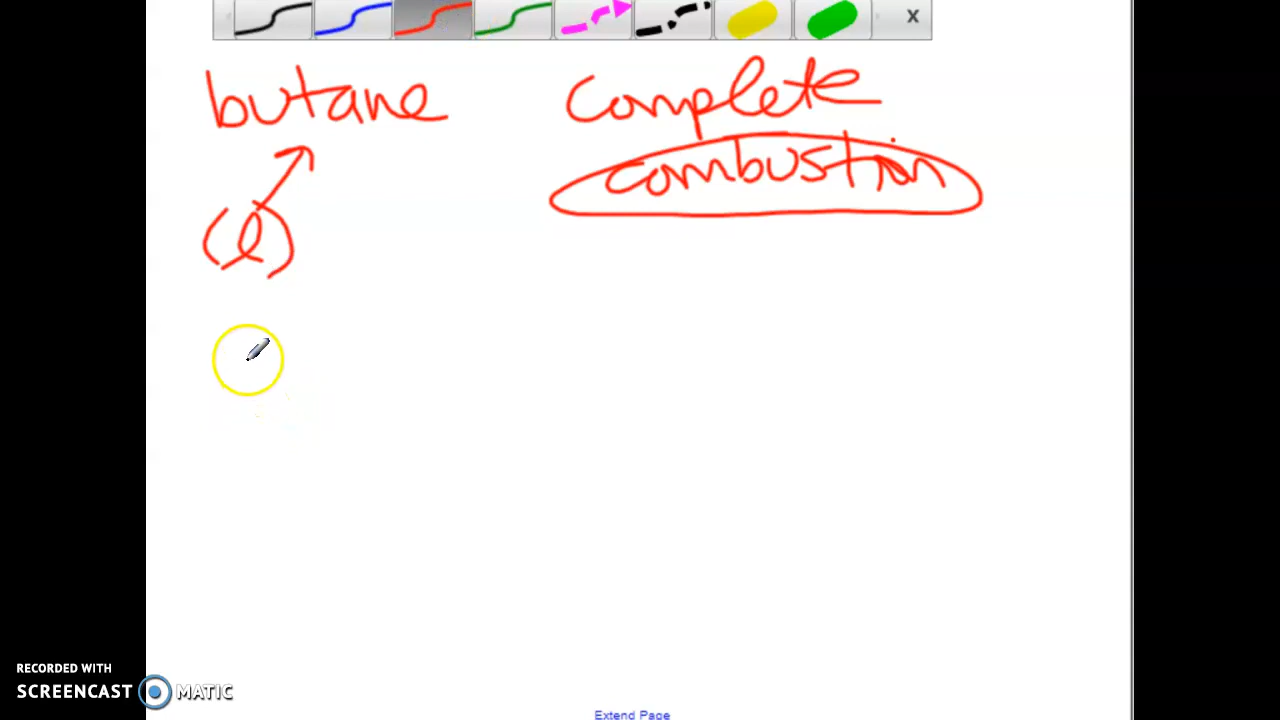 butane
complete
combustion
(l)
RECORDED WITH
SCREENCAST MATIC
Extend Page
x